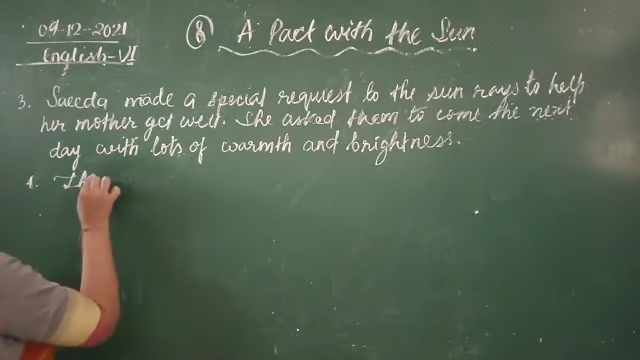 09-12-2021
English-VI
⑧ A Pact with the Sun
3. Saeeda made a special request to the sun rays to help
her mother get well. She asked them to come the next
day with lots of warmth and brightness.
4. Th